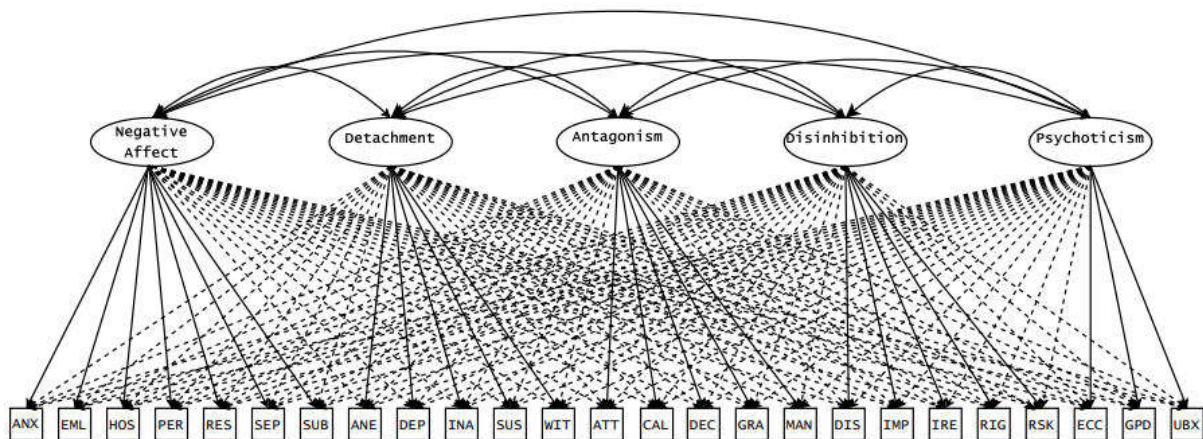 Negative
Affect
Detachment
Antagonism
Disinhibition
Psychoticism
ANX EML HOS PER RES SEP SUB ANE DEP INA SUS WIT ATT CAL DEC GRA MAN DIS IMP IRE RIG RSK ECC GPD UBX